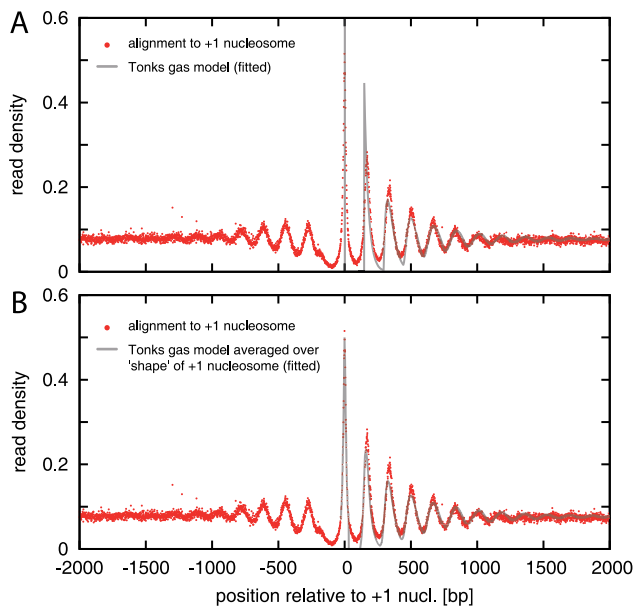 A
0.6
0.4
0.2
0
read density
alignment to +1 nucleosome
Tonks gas model (fitted)
B
0.6
0.4
0.2
0
read density
alignment to +1 nucleosome
Tonks gas model averaged over
'shape' of +1 nucleosome (fitted)
-2000 -1500 -1000 -500 0 500 1000 1500 2000
position relative to +1 nucl. [bp]